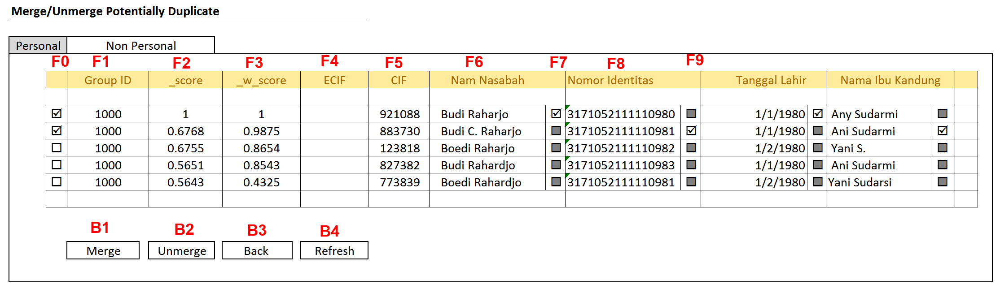 Merge/Unmerge Potentially Duplicate
Personal Non Personal
F0 F1 F2 F3 F4 F5 F6 F7 F8 F9
Group ID _score _w_score ECIF CIF Nam Nasabah Nomor Identitas Tanggal Lahir Nama Ibu Kandung
1000 1 1 921088 Budi Raharjo 3171052111110980 1/1/1980 Any Sudarmi
1000 0.6768 0.9875 883730 Budi C. Raharjo 3171052111110981 1/1/1980 Ani Sudarmi
1000 0.6755 0.8654 123818 Boedi Raharjo 3171052111110982 1/2/1980 Yani S.
1000 0.5651 0.8543 827382 Budi Rahardjo 3171052111110983 1/1/1980 Ani Sudarmi
1000 0.5643 0.4325 773839 Boedi Rahardjo 3171052111110981 1/2/1980 Yani Sudarsi
B1 B2 B3 B4
Merge Unmerge Back Refresh